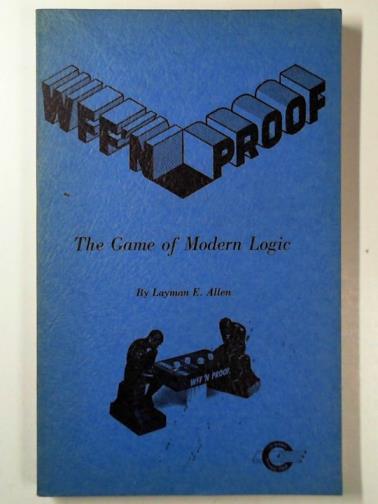 WFF'N PROOF
The Game of Modern Logic
By Layman E. Allen
WFF 'N PROOF